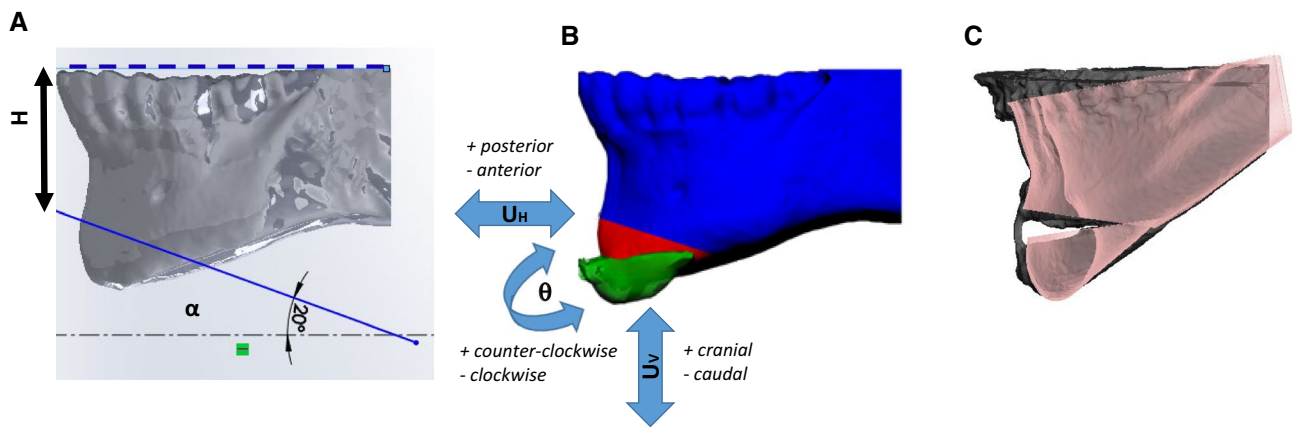 A
H
α
20°
B
+ posterior
- anterior
UH
θ
+ counter-clockwise
- clockwise
UV
+ cranial
- caudal
C